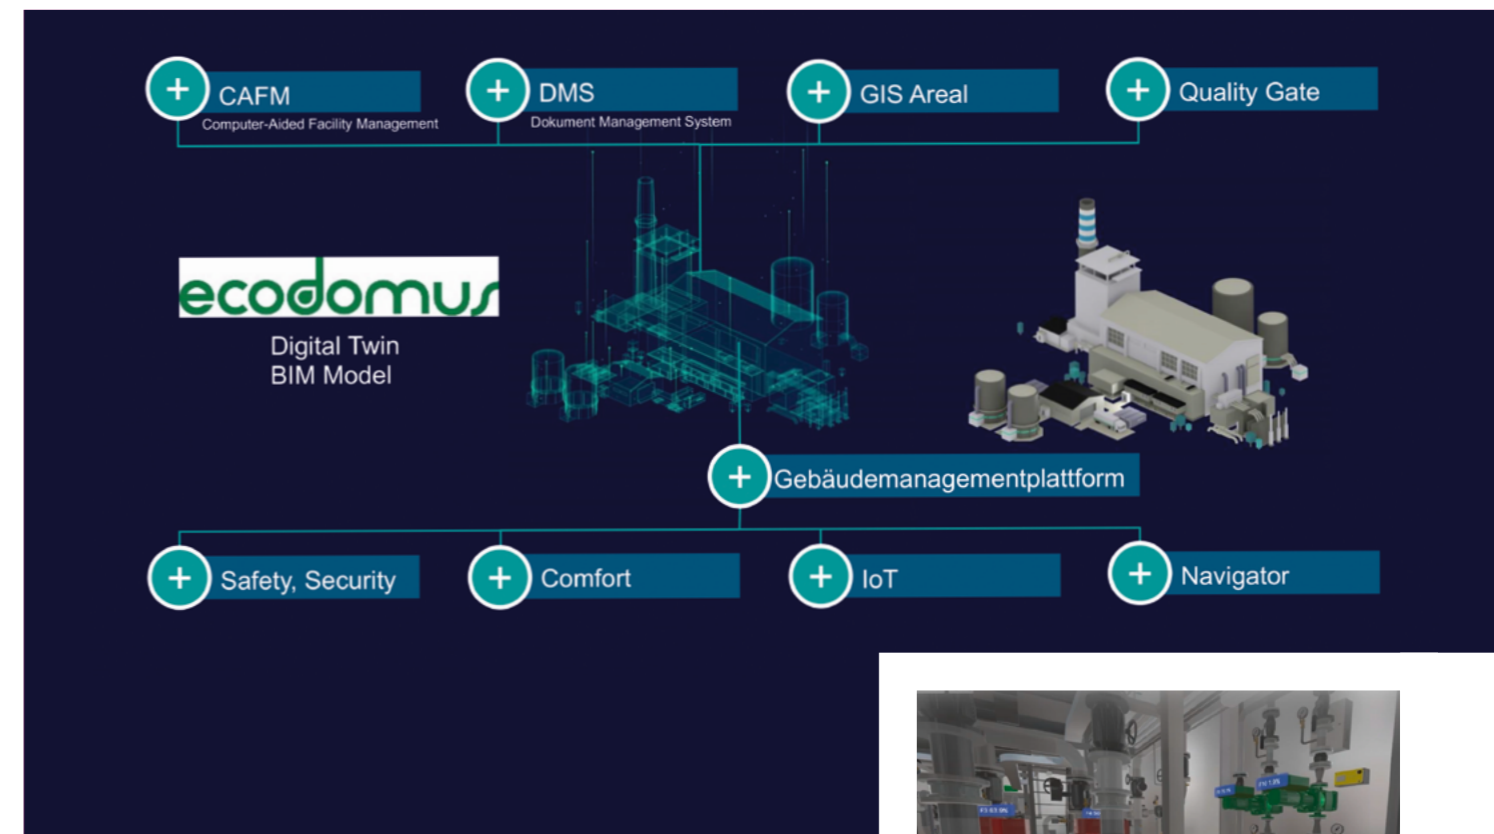 CAFM
Computer-Aided Facility Management
DMS
Dokument Management System
GIS Areal
Quality Gate
ecodomus
Digital Twin
BIM Model
Gebäudemanagementplattform
Safety, Security
Comfort
IoT
Navigator